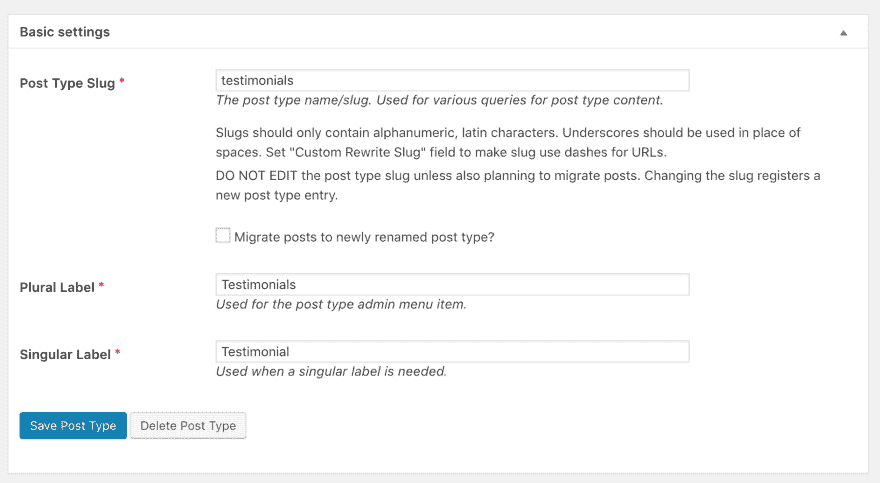 Basic settings
Post Type Slug *
testimonials
The post type name/slug. Used for various queries for post type content.
Slugs should only contain alphanumeric, latin characters. Underscores should be used in place of
spaces. Set "Custom Rewrite Slug" field to make slug use dashes for URLs.
DO NOT EDIT the post type slug unless also planning to migrate posts. Changing the slug registers a
new post type entry.
Migrate posts to newly renamed post type?
Plural Label *
Testimonials
Used for the post type admin menu item.
Singular Label *
Testimonial
Used when a singular label is needed.
Save Post Type Delete Post Type